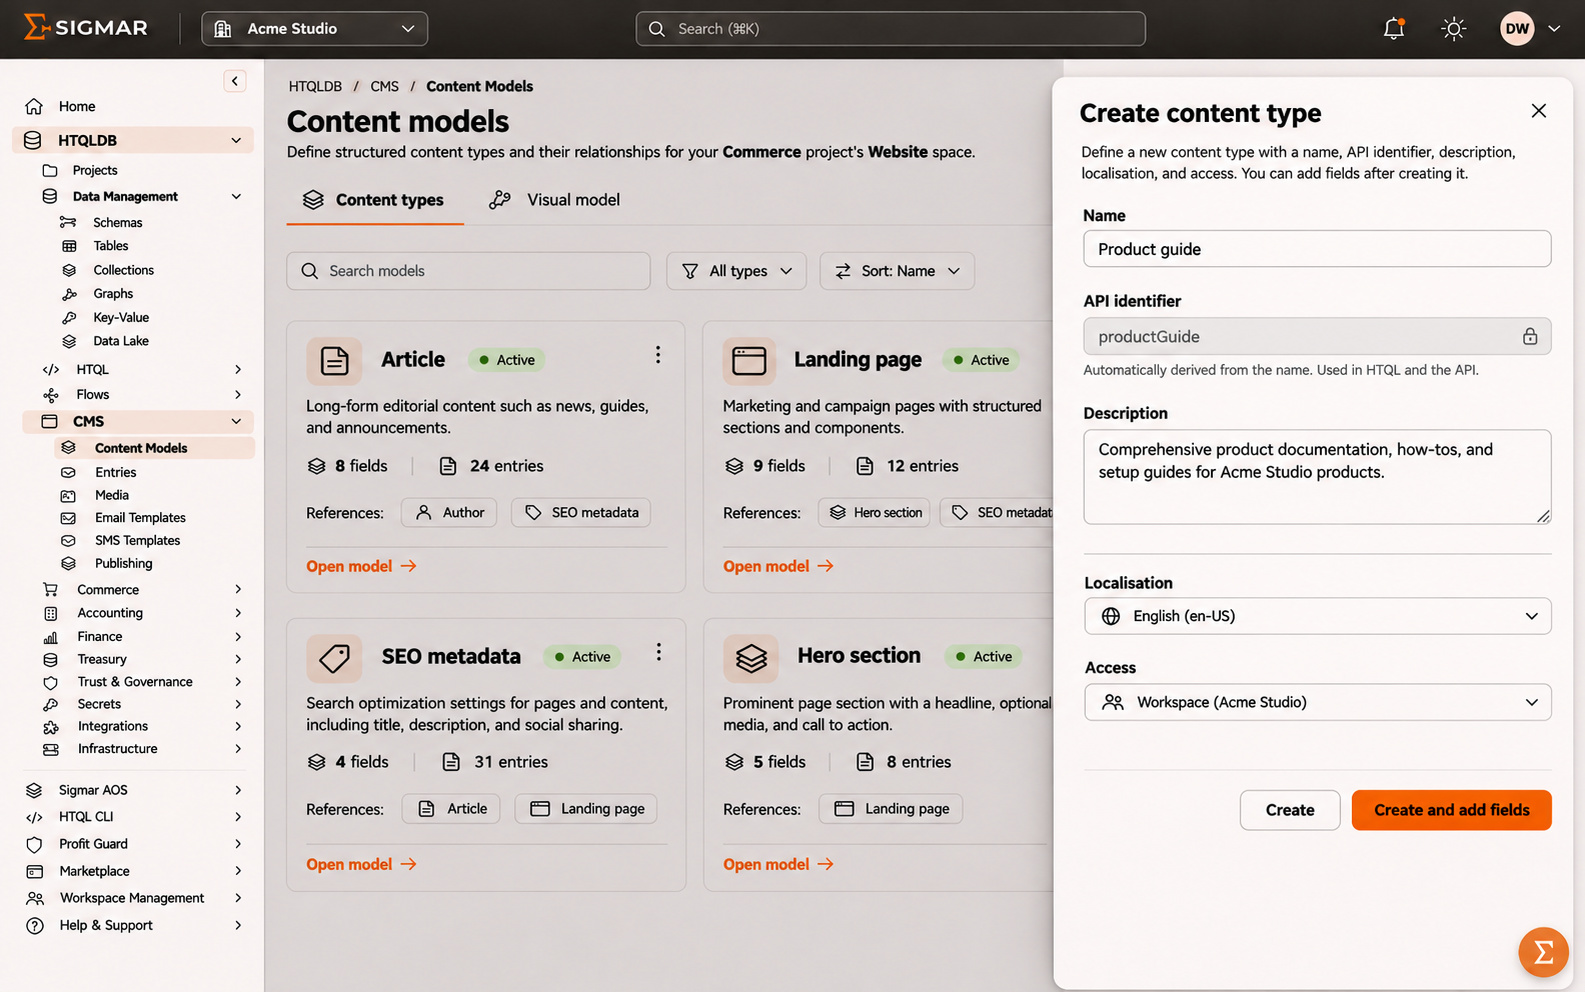 SIGMAR
Acme Studio
Search (⌘K)
DW
Home
HTQLDB
Projects
Data Management
Schemas
Tables
Collections
Graphs
Key-Value
Data Lake
HTQL
Flows
CMS
Content Models
Entries
Media
Email Templates
SMS Templates
Publishing
Commerce
Accounting
Finance
Treasury
Trust & Governance
Secrets
Integrations
Infrastructure
Sigmar AOS
HTQL CLI
Profit Guard
Marketplace
Workspace Management
Help & Support
HTQLDB / CMS / Content Models
Content models
Define structured content types and their relationships for your Commerce project's Website space.
Content types
Visual model
Search models
All types
Sort: Name
Article
Active
Long-form editorial content such as news, guides,
and announcements.
8 fields
24 entries
References:
Author
SEO metadata
Open model →
Landing page
Active
Marketing and campaign pages with structured
sections and components.
9 fields
12 entries
References:
Hero section
SEO metadat
Open model →
SEO metadata
Active
Search optimization settings for pages and content,
including title, description, and social sharing.
4 fields
31 entries
References:
Article
Landing page
Open model →
Hero section
Active
Prominent page section with a headline, optional
media, and call to action.
5 fields
8 entries
References:
Landing page
Open model →
Create content type
Define a new content type with a name, API identifier, description,
localisation, and access. You can add fields after creating it.
Name
Product guide
API identifier
productGuide
Automatically derived from the name. Used in HTQL and the API.
Description
Comprehensive product documentation, how-tos, and
setup guides for Acme Studio products.
Localisation
English (en-US)
Access
Workspace (Acme Studio)
Create
Create and add fields